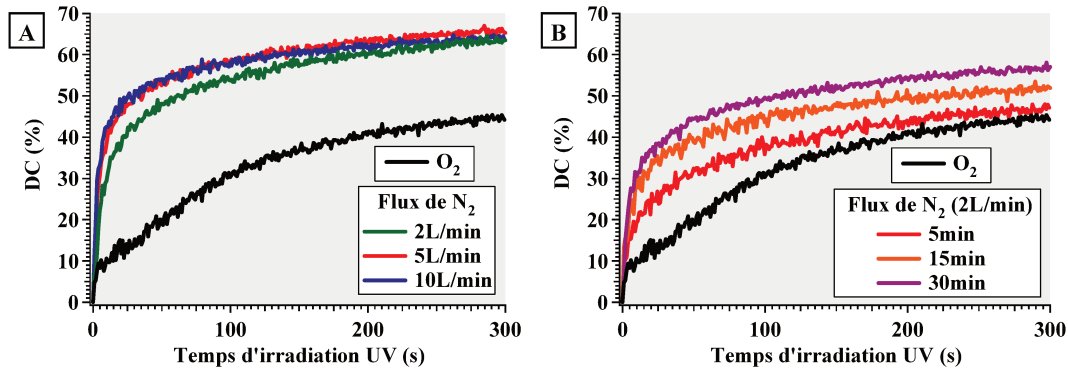 A
DC (%)
70
60
50
40
30
20
10
0
O2
Flux de N2
2L/min
5L/min
10L/min
0
100
200
300
Temps d'irradiation UV (s)
B
DC (%)
70
60
50
40
30
20
10
0
O2
Flux de N2 (2L/min)
5min
15min
30min
0
100
200
300
Temps d'irradiation UV (s)